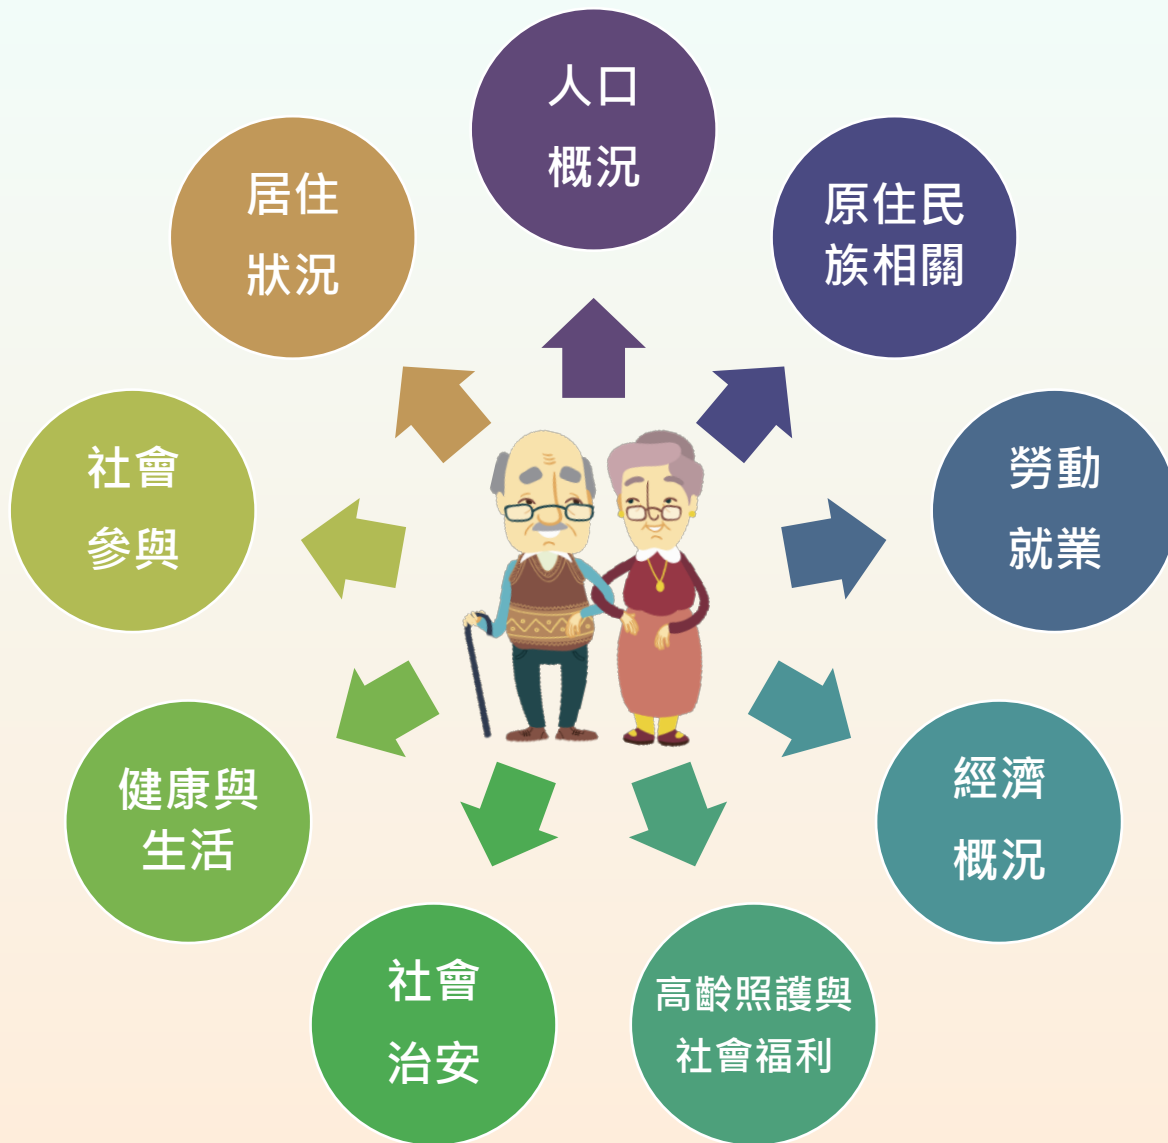 人口
概況
原住民
族相關
勞動
就業
經濟
概況
高齡照護與
社會福利
社會
治安
健康與
生活
社會
參與
居住
狀況